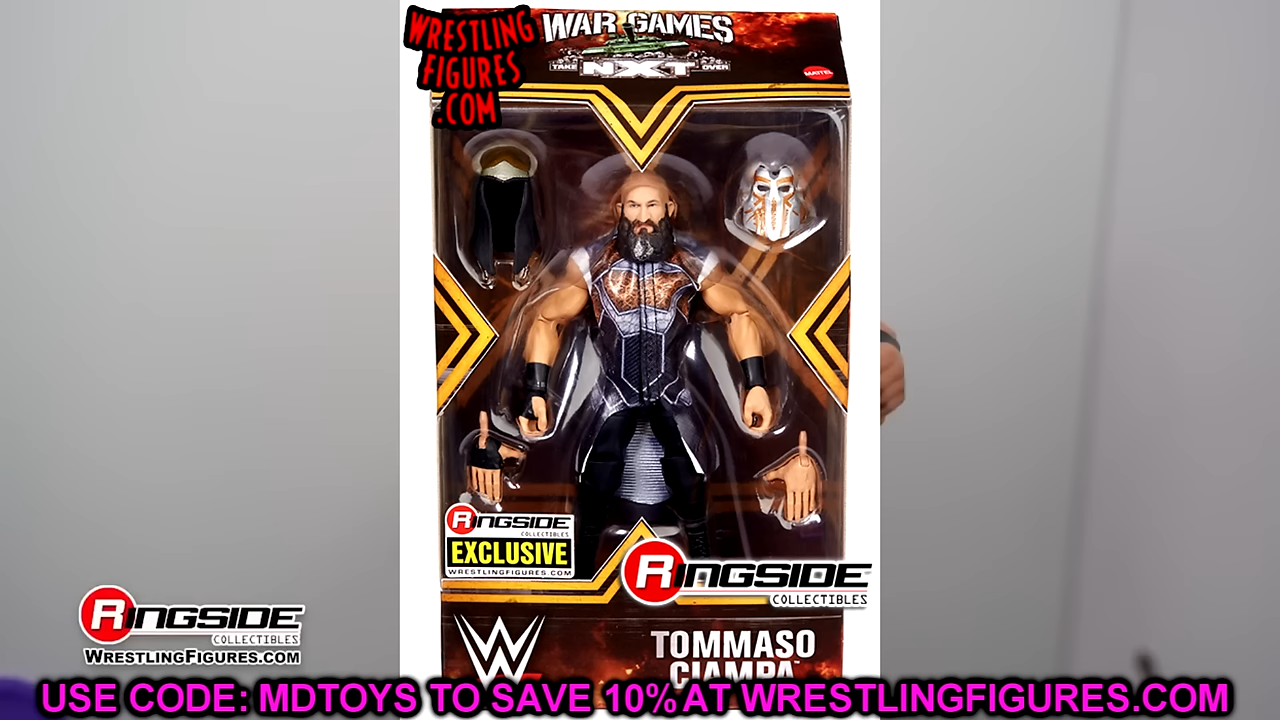 WRESTLING
FIGURES
.COM
WAR GAMES
TAKE NXT OVER
MATTEL
RINGSIDE
COLLECTIBLES
EXCLUSIVE
WRESTLINGFIGURES.COM
RINGSIDE
COLLECTIBLES
RINGSIDE
COLLECTIBLES
WRESTLINGFIGURES.COM
W
TOMMASO
CIAMPA
USE CODE: MDTOYS TO SAVE 10% AT WRESTLINGFIGURES.COM